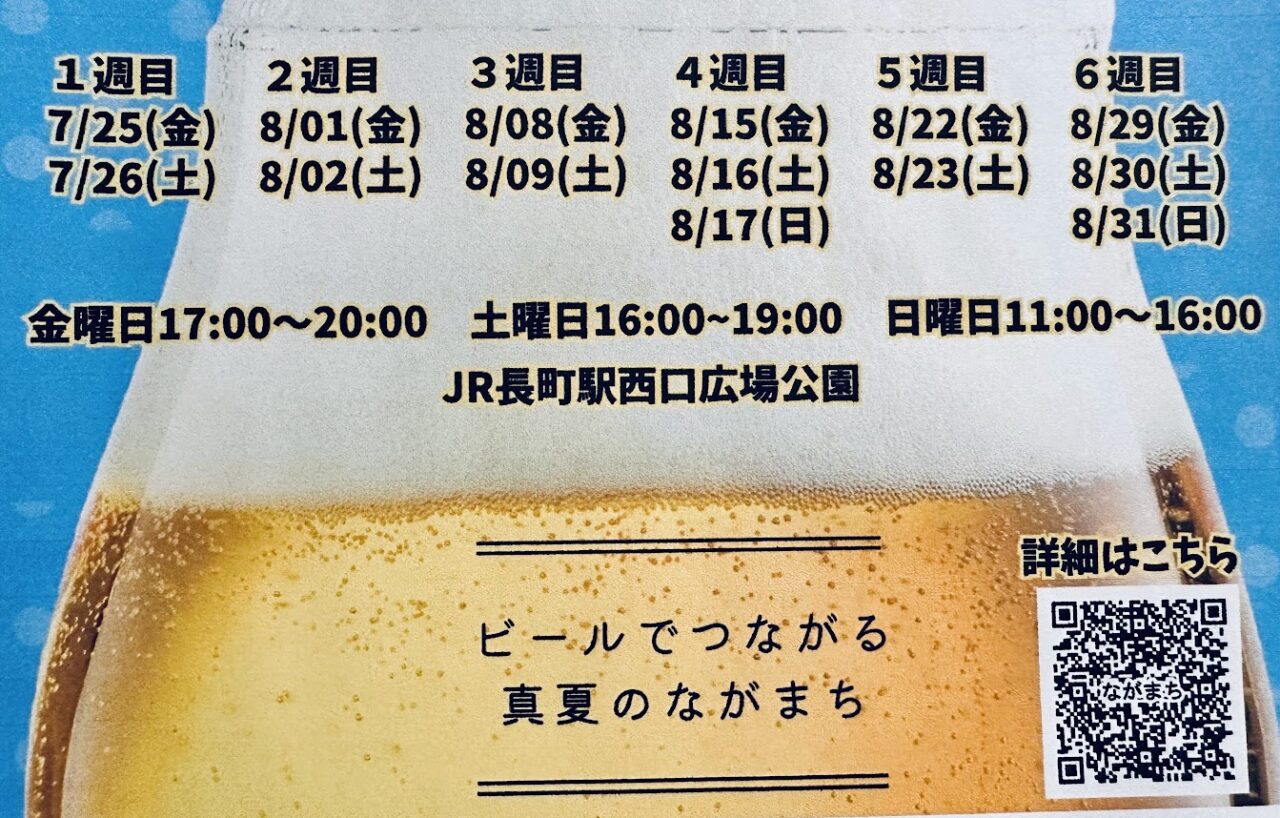 １週目
7/25(金)
7/26(土)
２週目
8/01(金)
8/02(土)
３週目
8/08(金)
8/09(土)
４週目
8/15(金)
8/16(土)
8/17(日)
５週目
8/22(金)
8/23(土)
６週目
8/29(金)
8/30(土)
8/31(日)
金曜日17:00〜20:00
土曜日16:00~19:00
日曜日11:00〜16:00
JR長町駅西口広場公園
ビールでつながる
真夏のながまち
詳細はこちら
ながまち